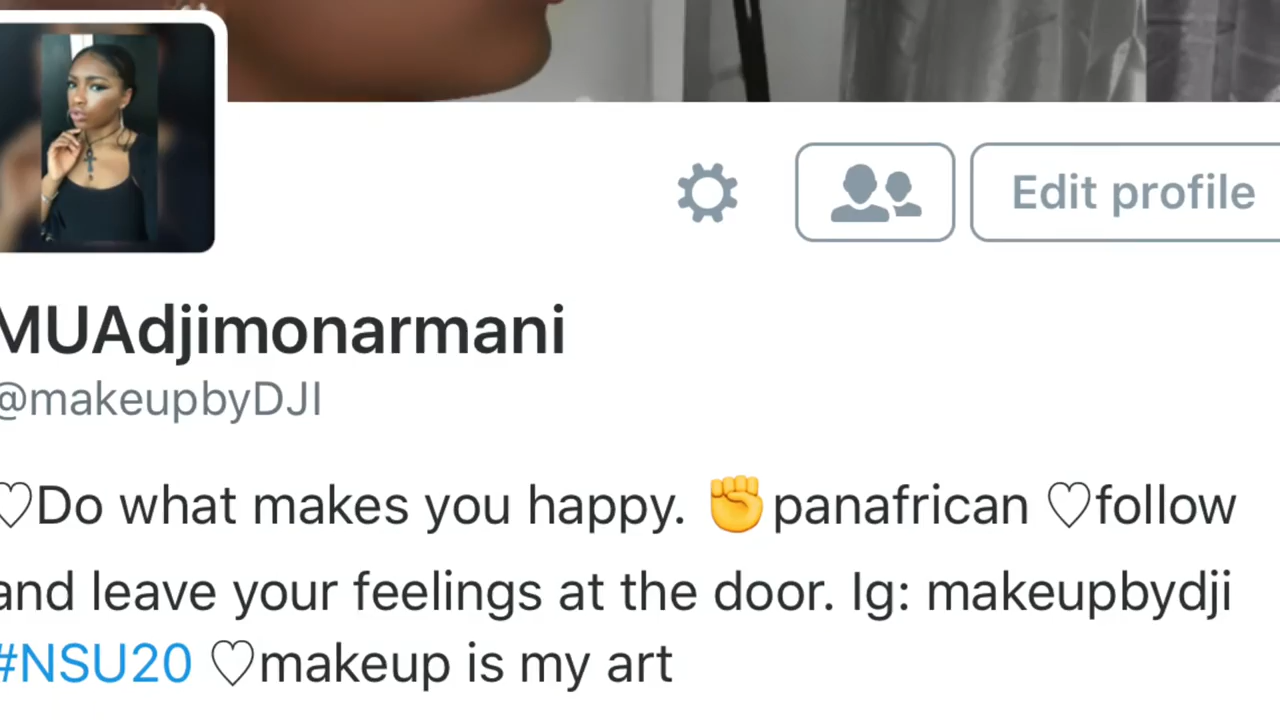 Edit profile
MUAdjimonarmani
@makeupbyDJI
♡Do what makes you happy. ✊panafrican ♡follow
and leave your feelings at the door. Ig: makeupbydji
#NSU20 ♡makeup is my art